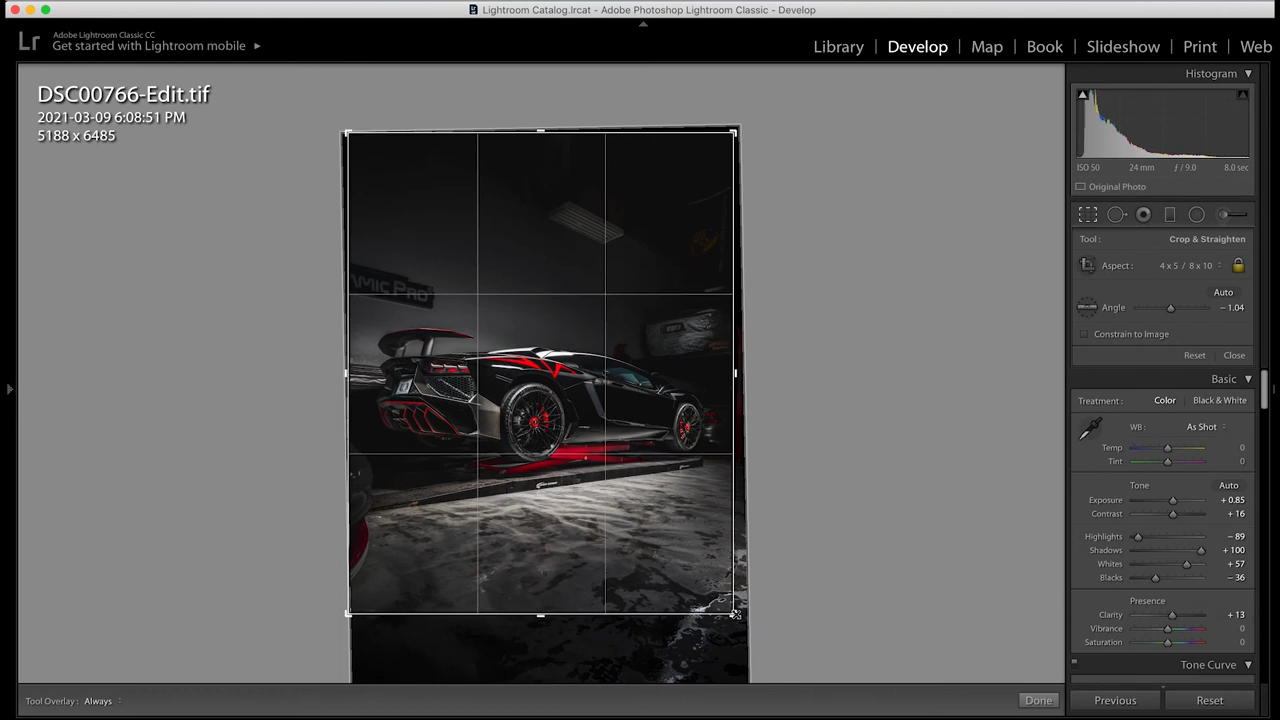 Lightroom Catalog.lrcat - Adobe Photoshop Lightroom Classic - Develop
Lr
Adobe Lightroom Classic CC
Get started with Lightroom mobile
Library | Develop | Map | Book | Slideshow | Print | Web
DSC00766-Edit.tif
2021-03-09 6:08:51 PM
5188 x 6485
AMIC PRO
Histogram
ISO 50 24 mm ƒ / 9.0 8.0 sec
Original Photo
Tool : Crop & Straighten
Aspect : 4 x 5 / 8 x 10
Auto
Angle - 1.04
Constrain to Image
Reset Close
Basic
Treatment : Color Black & White
WB : As Shot
Temp 0
Tint 0
Tone Auto
Exposure + 0.85
Contrast + 16
Highlights - 89
Shadows + 100
Whites + 57
Blacks - 36
Presence
Clarity + 13
Vibrance 0
Saturation 0
Tone Curve
Tool Overlay : Always
Done
Previous
Reset